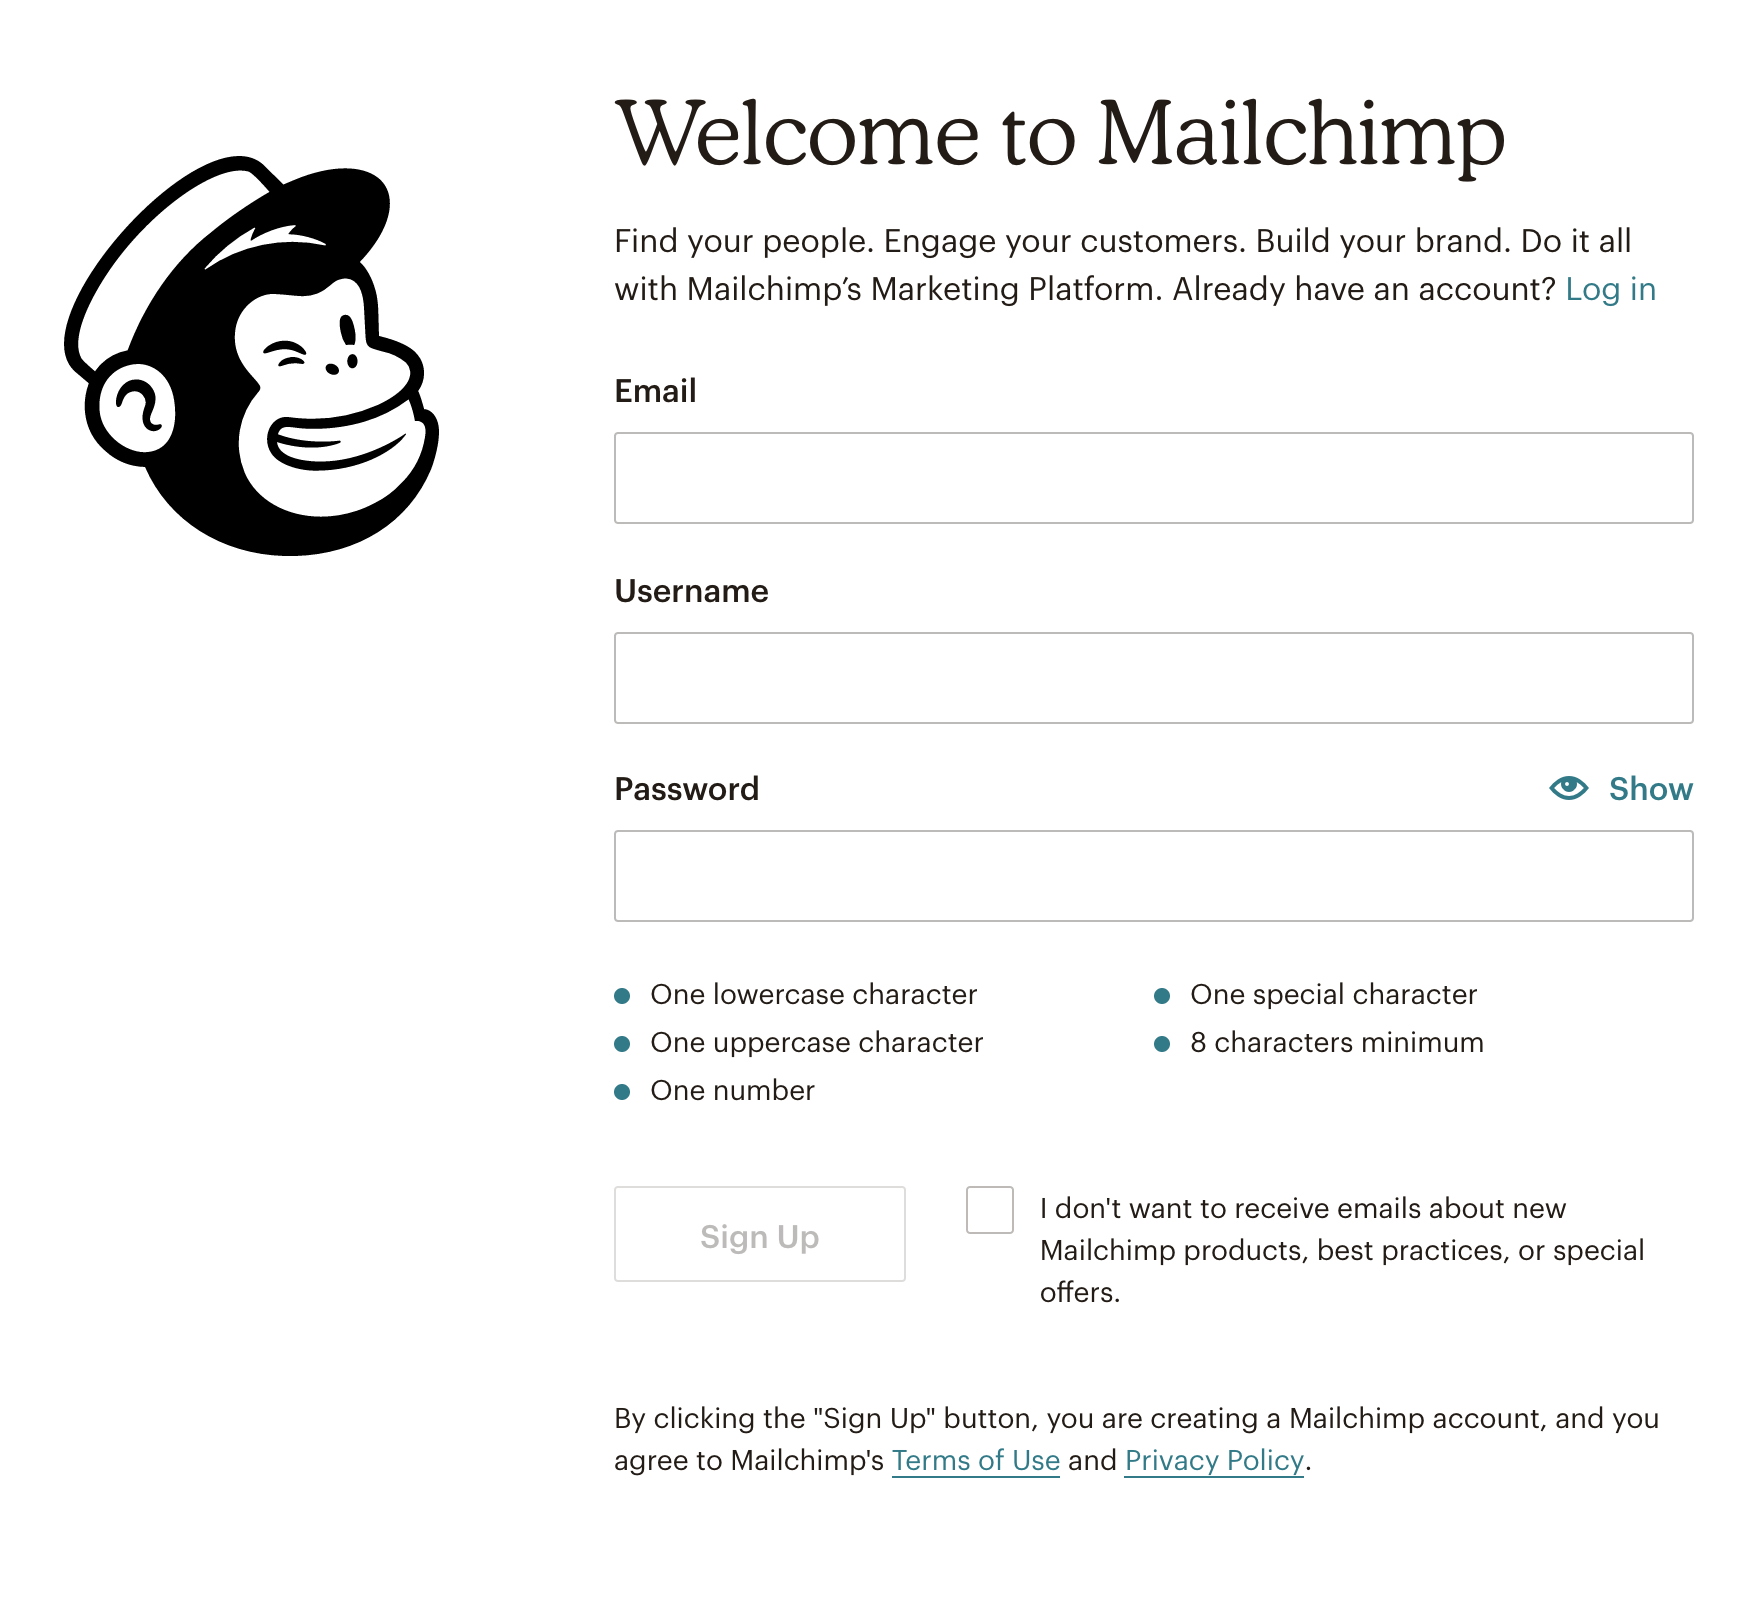 Welcome to Mailchimp
Find your people. Engage your customers. Build your brand. Do it all
with Mailchimp’s Marketing Platform. Already have an account? Log in
Email
Username
Password
Show
One lowercase character
One uppercase character
One number
One special character
8 characters minimum
Sign Up
I don't want to receive emails about new
Mailchimp products, best practices, or special
offers.
By clicking the "Sign Up" button, you are creating a Mailchimp account, and you
agree to Mailchimp's Terms of Use and Privacy Policy.